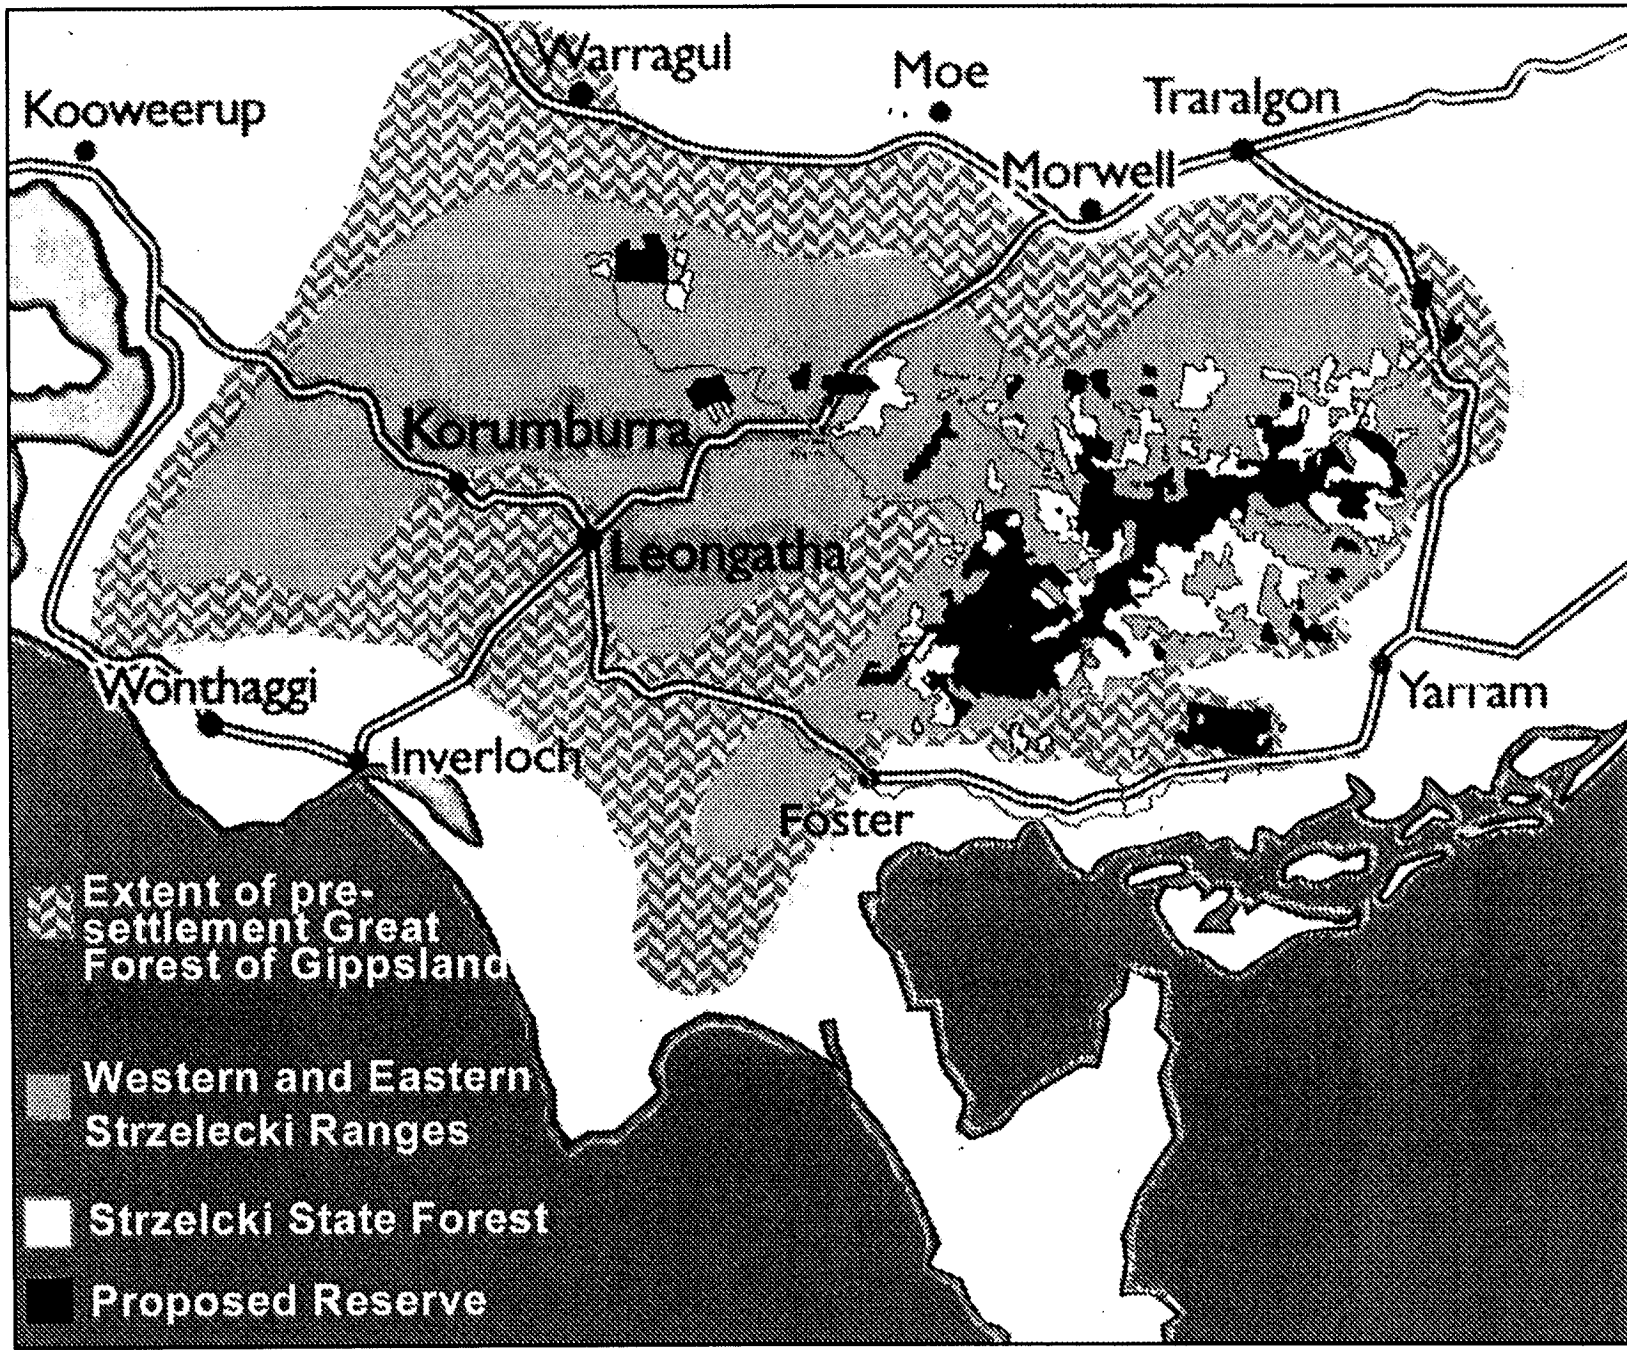 Warragul
Moe
Kooweerup
Traralgon
Morwell
Korumburra
Leongatha
Wonthaggi
Yarram
Inverloch
Foster
Extent of pre-
settlement Great
Forest of Gippsland
Western and Eastern
Strzelecki Ranges
Strzelcki State Forest
Proposed Reserve